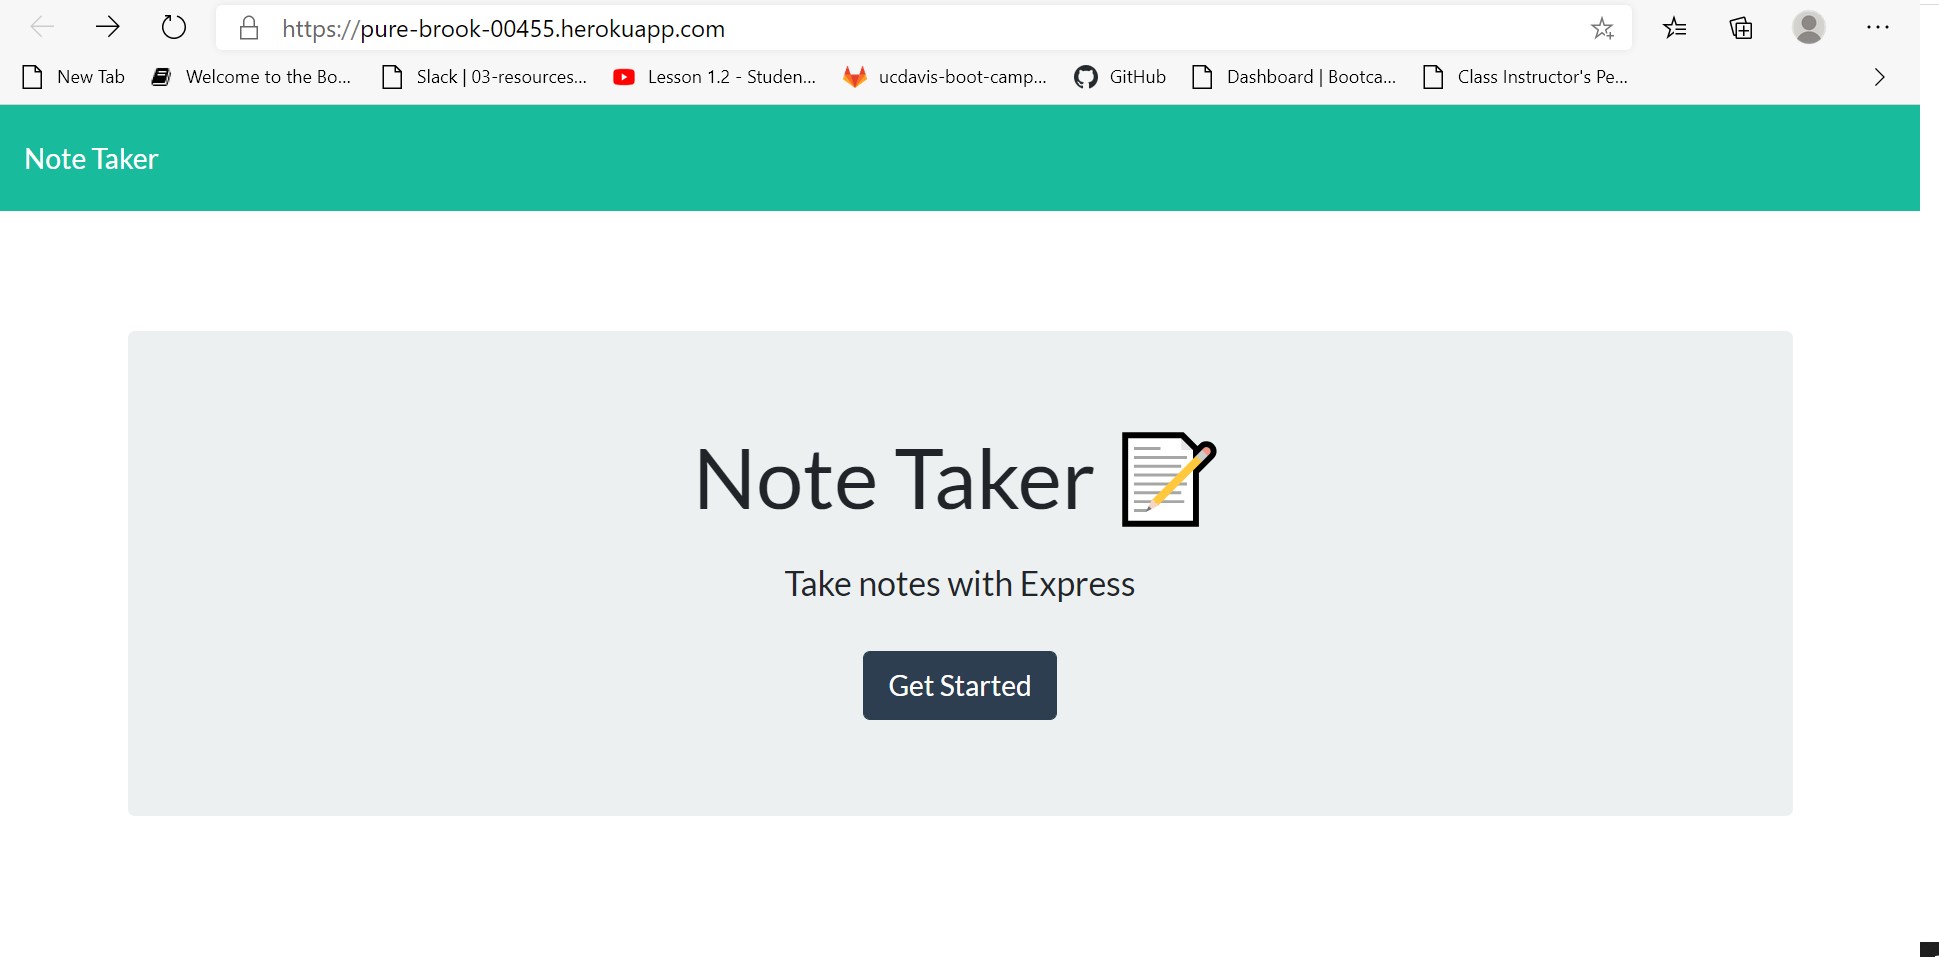 https://pure-brook-00455.herokuapp.com
New Tab Welcome to the Bo... Slack | 03-resources... Lesson 1.2 - Studen... ucdavis-boot-camp... GitHub Dashboard | Bootca... Class Instructor's Pe...
Note Taker
Note Taker
Take notes with Express
Get Started